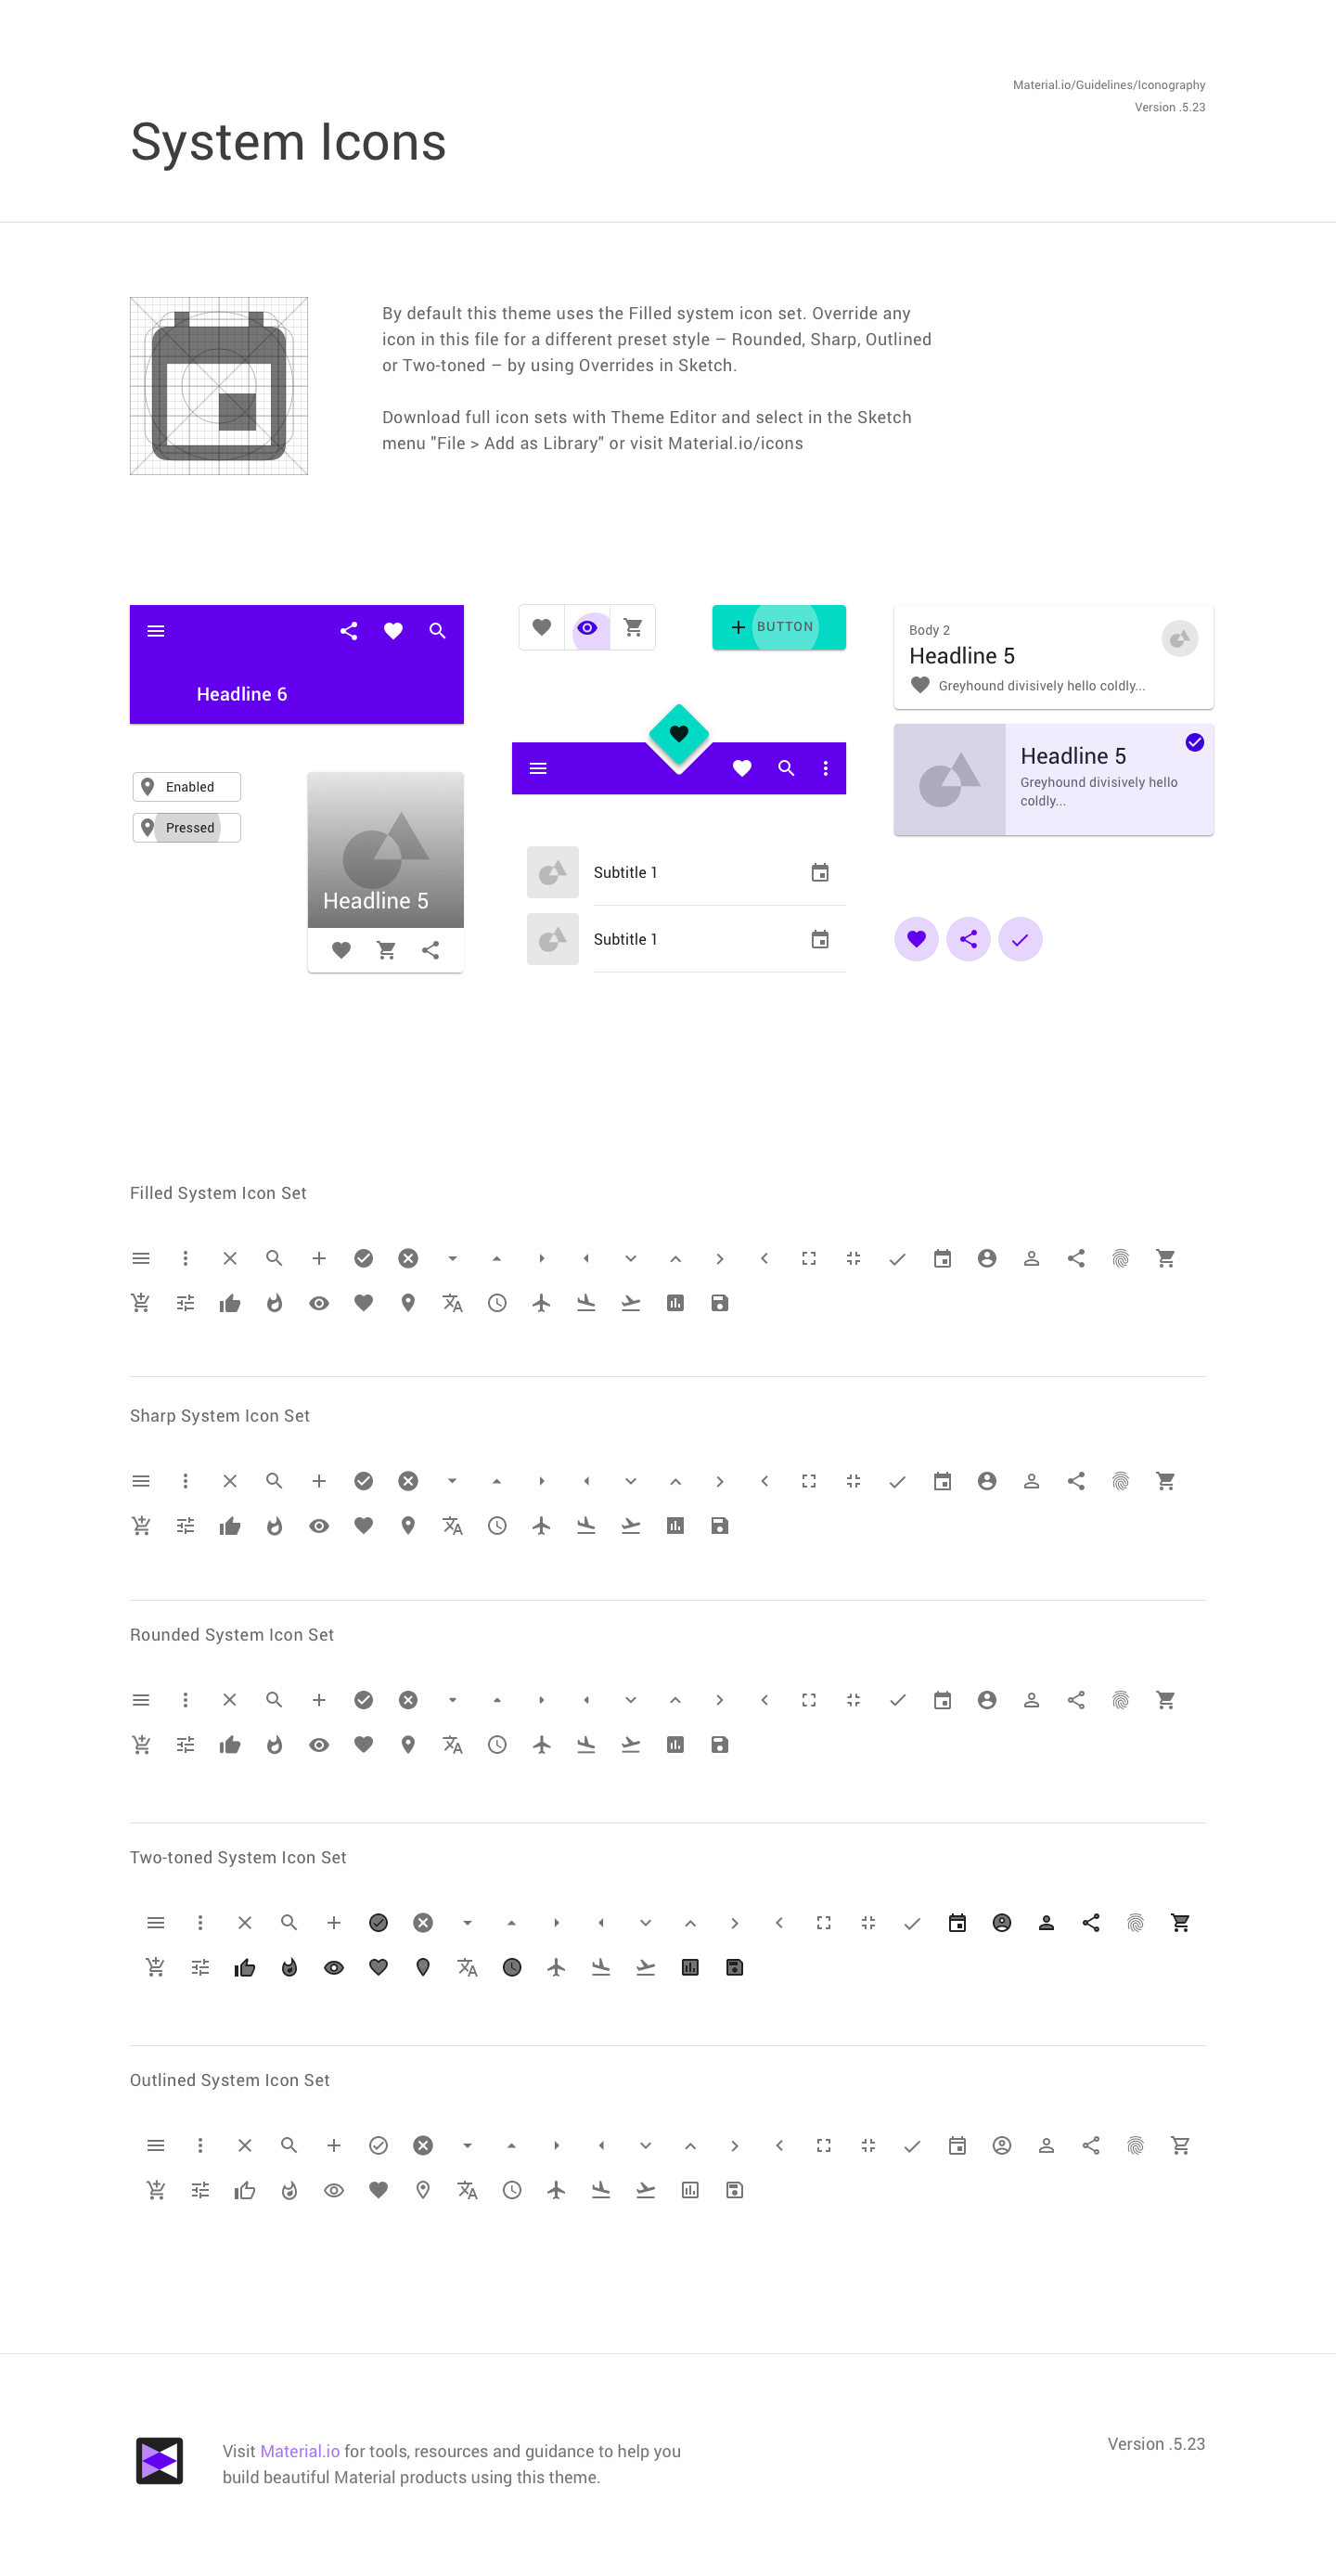 Material.io/Guidelines/Iconography
Version .5.23
System Icons
By default this theme uses the Filled system icon set. Override any
icon in this file for a different preset style – Rounded, Sharp, Outlined
or Two-toned – by using Overrides in Sketch.
Download full icon sets with Theme Editor and select in the Sketch
menu "File > Add as Library" or visit Material.io/icons
Headline 6
BUTTON
Body 2
Headline 5
Greyhound divisively hello coldly...
Headline 5
Greyhound divisively hello
coldly...
Enabled
Pressed
Headline 5
Subtitle 1
Subtitle 1
Filled System Icon Set
Sharp System Icon Set
Rounded System Icon Set
Two-toned System Icon Set
Outlined System Icon Set
Visit Material.io for tools, resources and guidance to help you
build beautiful Material products using this theme.
Version .5.23